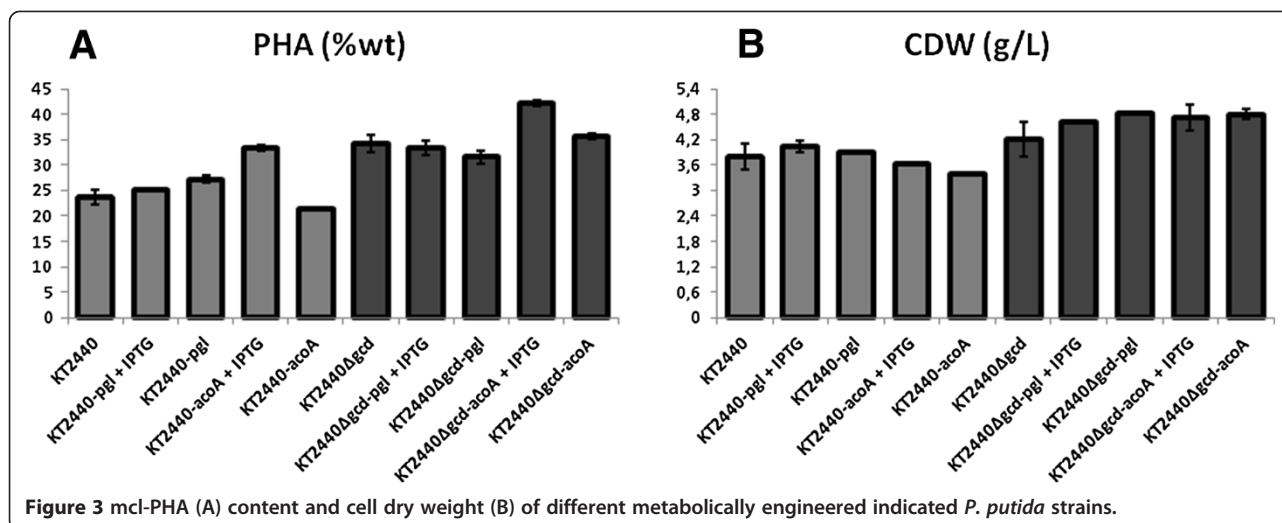 A
PHA (%wt)
45
40
35
30
25
20
15
10
5
0
KT2440
KT2440-pgl + IPTG
KT2440-pgl
KT2440-acoA + IPTG
KT2440-acoA
KT2440Δgcd
KT2440Δgcd-pgl + IPTG
KT2440Δgcd-pgl
KT2440Δgcd-acoA + IPTG
KT2440Δgcd-acoA
B
CDW (g/L)
5,4
4,8
4,2
3,6
3
2,4
1,8
1,2
0,6
0
KT2440
KT2440-pgl + IPTG
KT2440-pgl
KT2440-acoA + IPTG
KT2440-acoA
KT2440Δgcd
KT2440Δgcd-pgl + IPTG
KT2440Δgcd-pgl
KT2440Δgcd-acoA + IPTG
KT2440Δgcd-acoA
Figure 3 mcl-PHA (A) content and cell dry weight (B) of different metabolically engineered indicated P. putida strains.